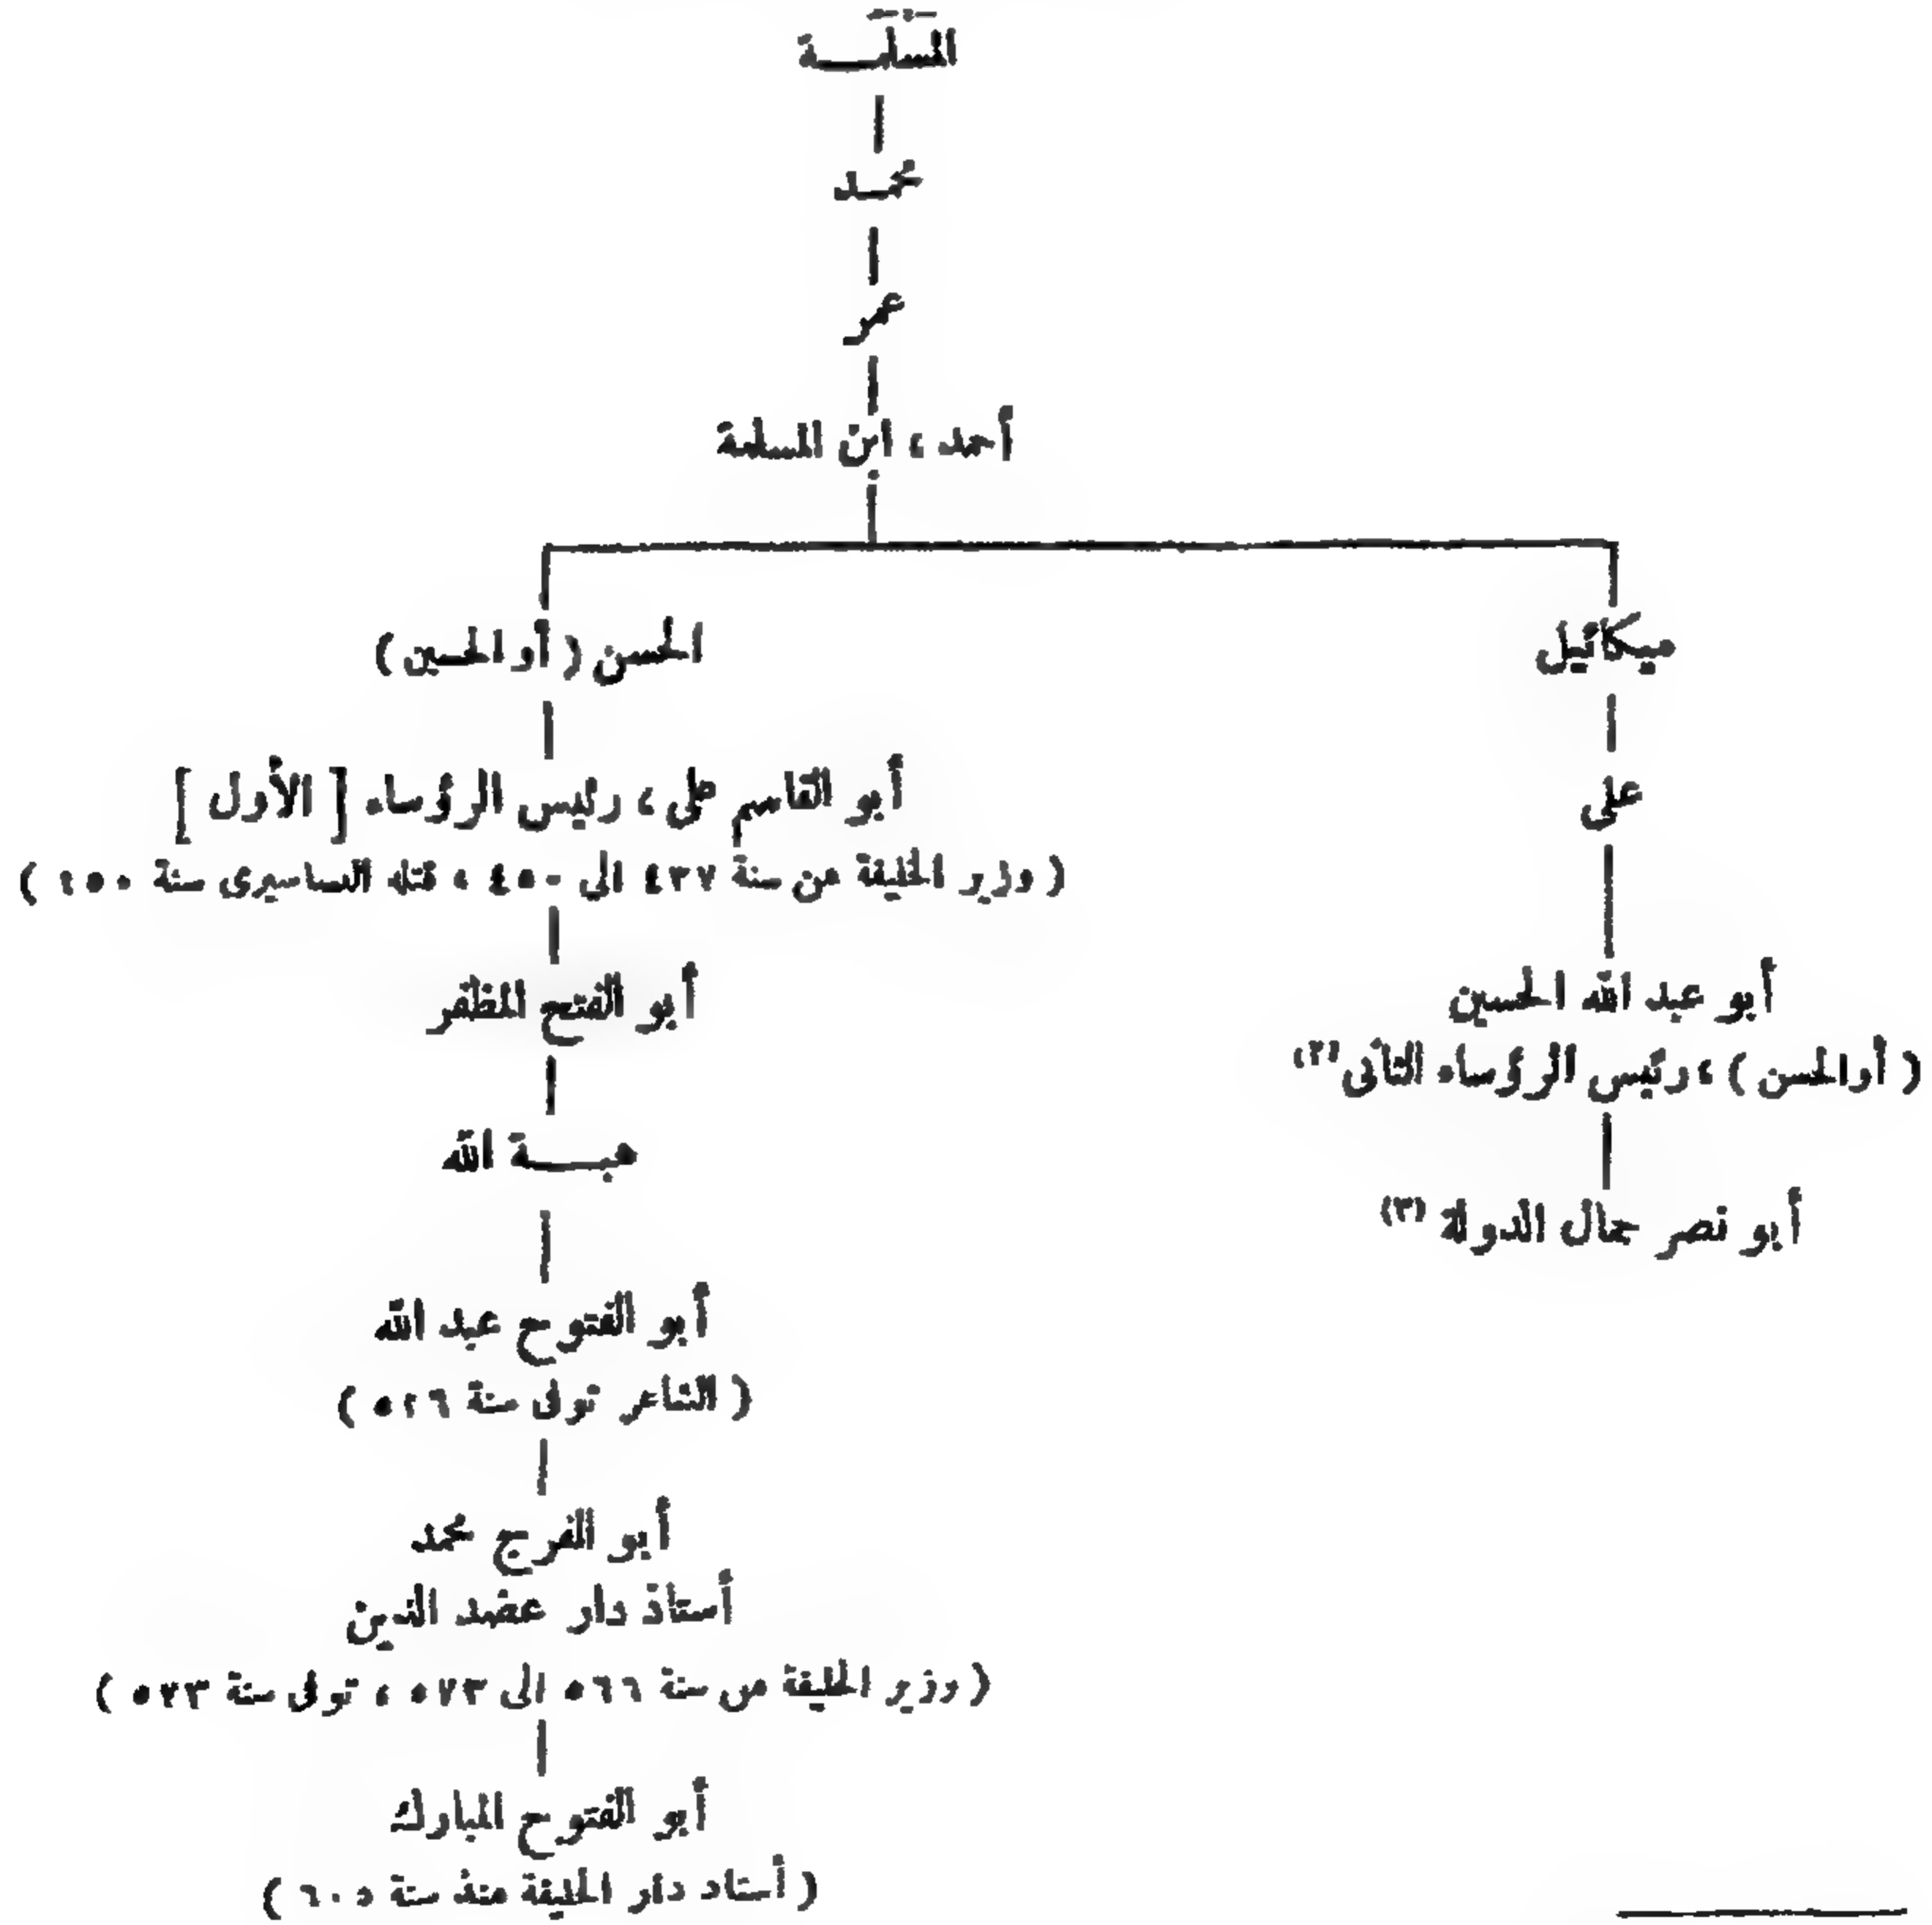 المسلمة
محمد
عمر
أحمد، ابن المسلمة
ميكائيل
على
أبو عبد الله الحسين
( أو الحسن ) ، رئيس الرؤساء الثانى (٢)
أبو نصر جمال الدولة (٣)
الحسن ( أو الحسين )
أبو القاسم على ، رئيس الرؤساء [ الأول ]
( وزير الخليفة من سنة ٤٣٧ الى ٤٥٠ ، قتله البساسيرى سنة ٤٥٠ )
أبو الفتح المظفر
هبة الله
أبو الفتوح عبد الله
( الشاعر توفى سنة ٥٢٦ )
أبو الفرج محمد
أستاذ دار عضد الدين
( وزير الخليفة من سنة ٥٦٦ الى ٥٧٣ ، توفى سنة ٥٧٣ )
أبو الفتوح المبارك
( أستاد دار الخليفة منذ سنة ٦٠٥ )